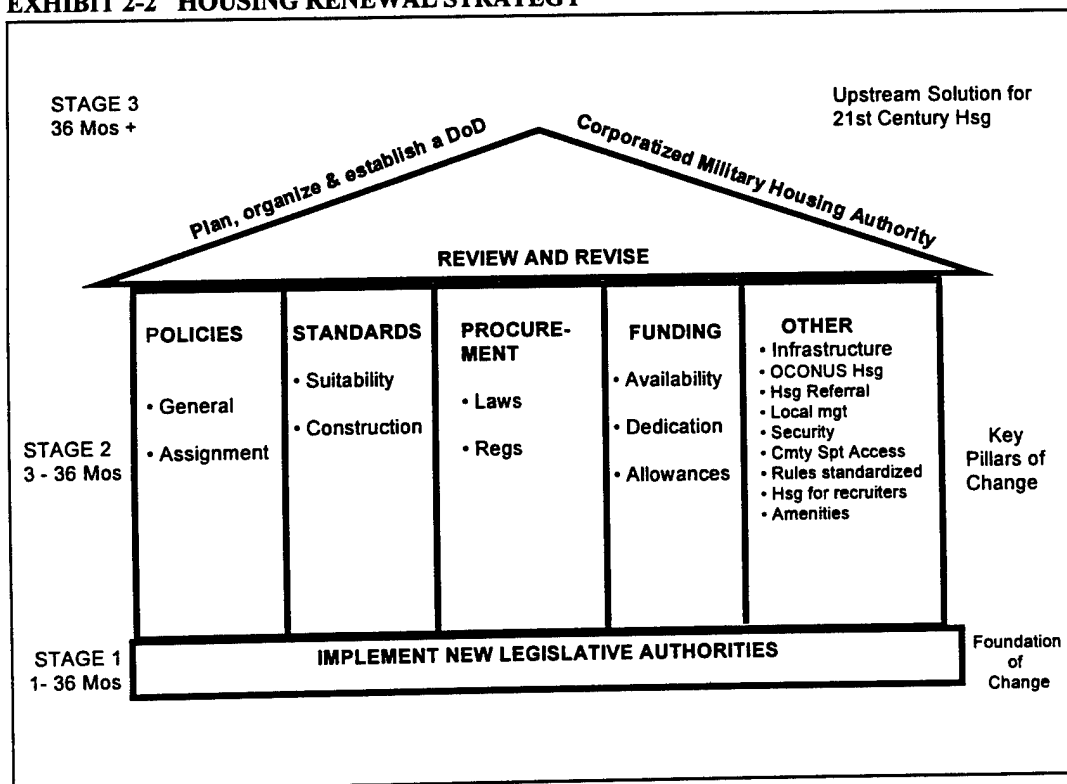 EXHIBIT 2-2 HOUSING RENEWAL STRATEGY
STAGE 3
36 Mos +
Upstream Solution for
21st Century Hsg
Plan, organize & establish a DoD
Corporatized Military Housing Authority
REVIEW AND REVISE
POLICIES
• General
• Assignment
STANDARDS
• Suitability
• Construction
PROCURE-
MENT
• Laws
• Regs
FUNDING
• Availability
• Dedication
• Allowances
OTHER
• Infrastructure
• OCONUS Hsg
• Hsg Referral
• Local mgt
• Security
• Cmty Spt Access
• Rules standardized
• Hsg for recruiters
• Amenities
STAGE 2
3 - 36 Mos
Key
Pillars of
Change
STAGE 1
1- 36 Mos
IMPLEMENT NEW LEGISLATIVE AUTHORITIES
Foundation
of
Change